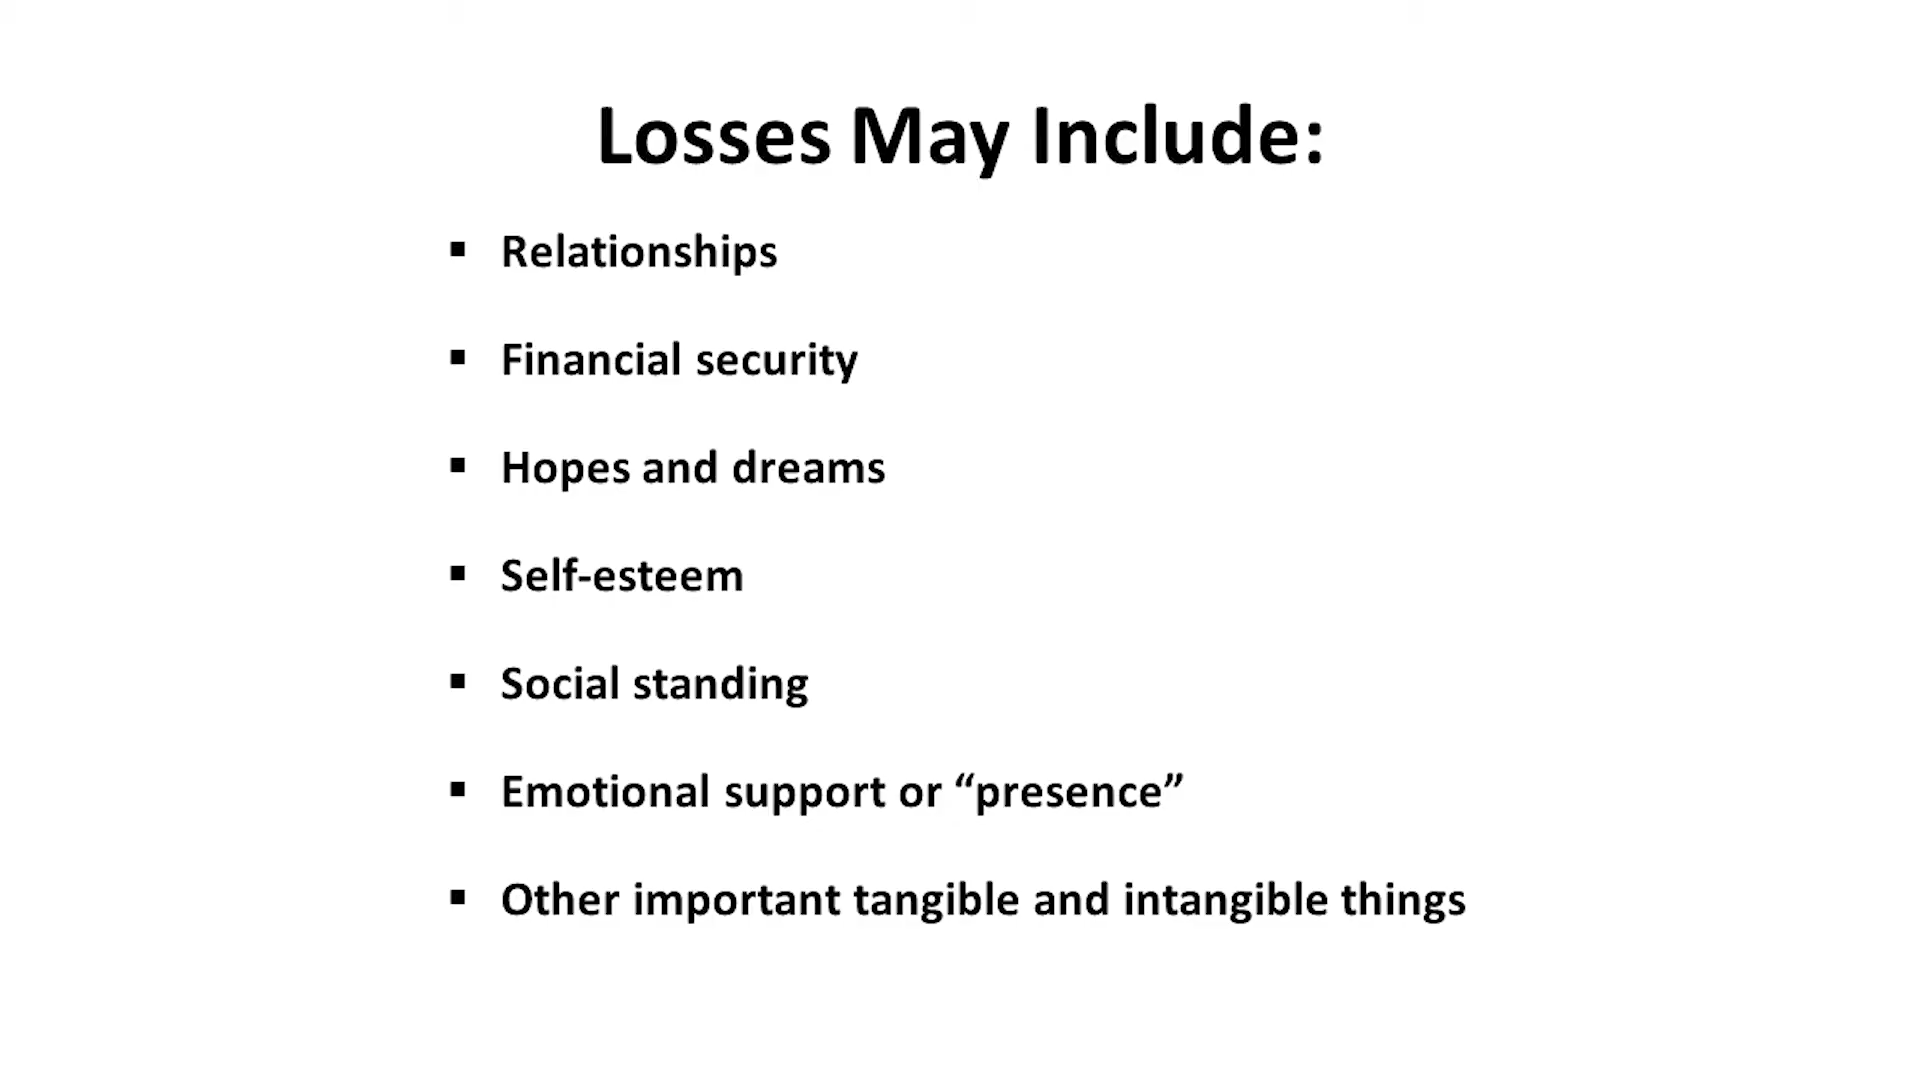 Losses May Include:
▪ Relationships
▪ Financial security
▪ Hopes and dreams
▪ Self-esteem
▪ Social standing
▪ Emotional support or “presence”
▪ Other important tangible and intangible things